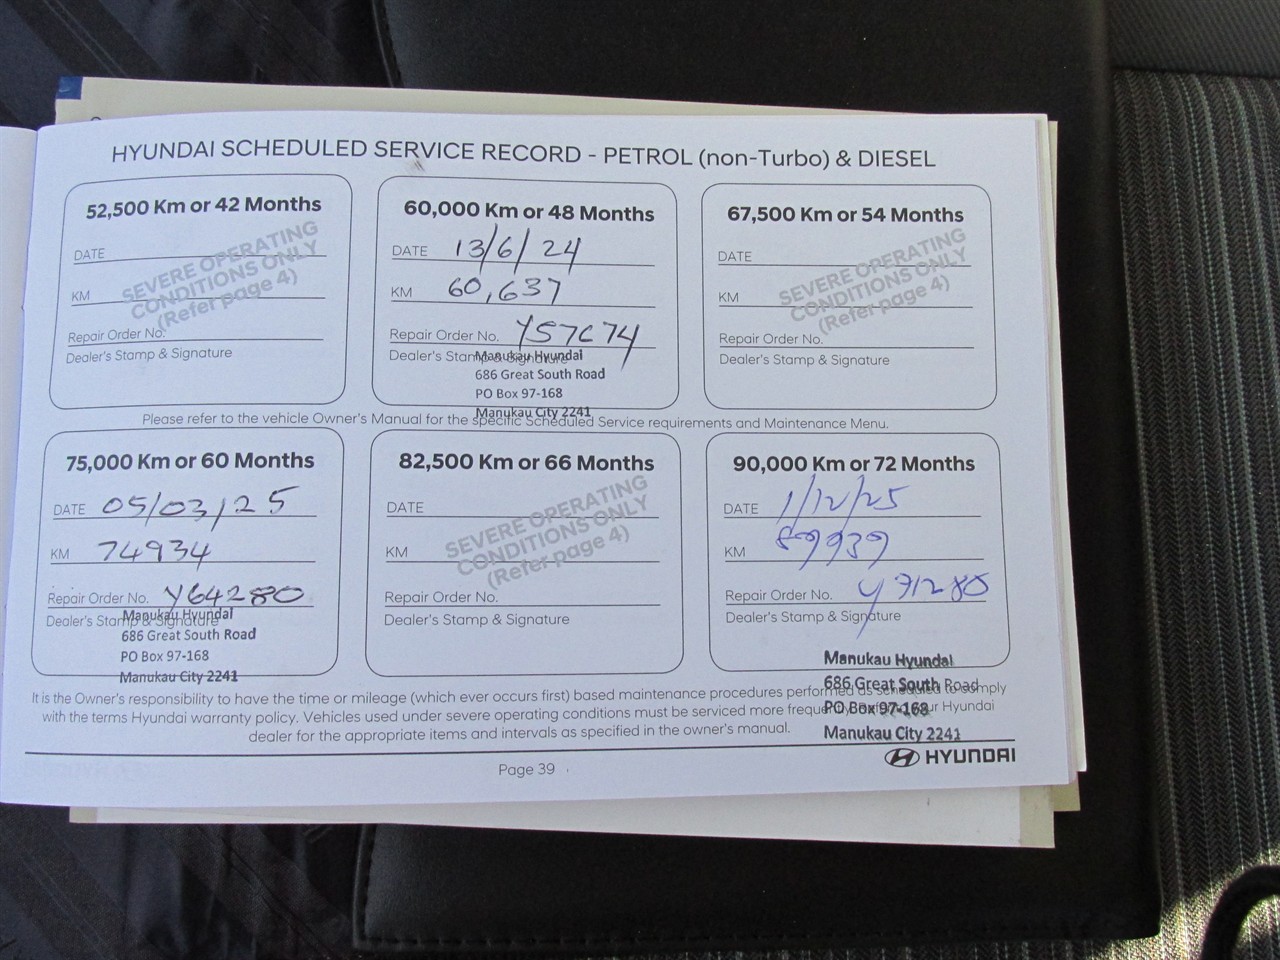 HYUNDAI SCHEDULED SERVICE RECORD - PETROL (non-Turbo) & DIESEL
52,500 Km or 42 Months
DATE
KM
Repair Order No.
Dealer's Stamp & Signature
SEVERE OPERATING
CONDITIONS ONLY
(Refer page 4)
60,000 Km or 48 Months
DATE 13/6/24
KM 60,637
Repair Order No. Y57C74
Dealer's Stamp & Signature
Manukau Hyundai
686 Great South Road
PO Box 97-168
Manukau City 2241
67,500 Km or 54 Months
DATE
KM
Repair Order No.
Dealer's Stamp & Signature
SEVERE OPERATING
CONDITIONS ONLY
(Refer page 4)
Please refer to the vehicle Owner's Manual for the specific Scheduled Service requirements and Maintenance Menu.
75,000 Km or 60 Months
DATE 05/03/25
KM 74934
Repair Order No. Y64280
Dealer's Stamp & Signature
Manukau Hyundai
686 Great South Road
PO Box 97-168
Manukau City 2241
82,500 Km or 66 Months
DATE
KM
Repair Order No.
Dealer's Stamp & Signature
SEVERE OPERATING
CONDITIONS ONLY
(Refer page 4)
90,000 Km or 72 Months
DATE 1/12/25
KM 89939
Repair Order No. Y71280
Dealer's Stamp & Signature
Manukau Hyundai
686 Great South Road
PO Box 97-168
Manukau City 2241
It is the Owner's responsibility to have the time or mileage (which ever occurs first) based maintenance procedures performed as scheduled to comply
with the terms Hyundai warranty policy. Vehicles used under severe operating conditions must be serviced more frequently. your Hyundai
dealer for the appropriate items and intervals as specified in the owner's manual.
HYUNDAI
Page 39